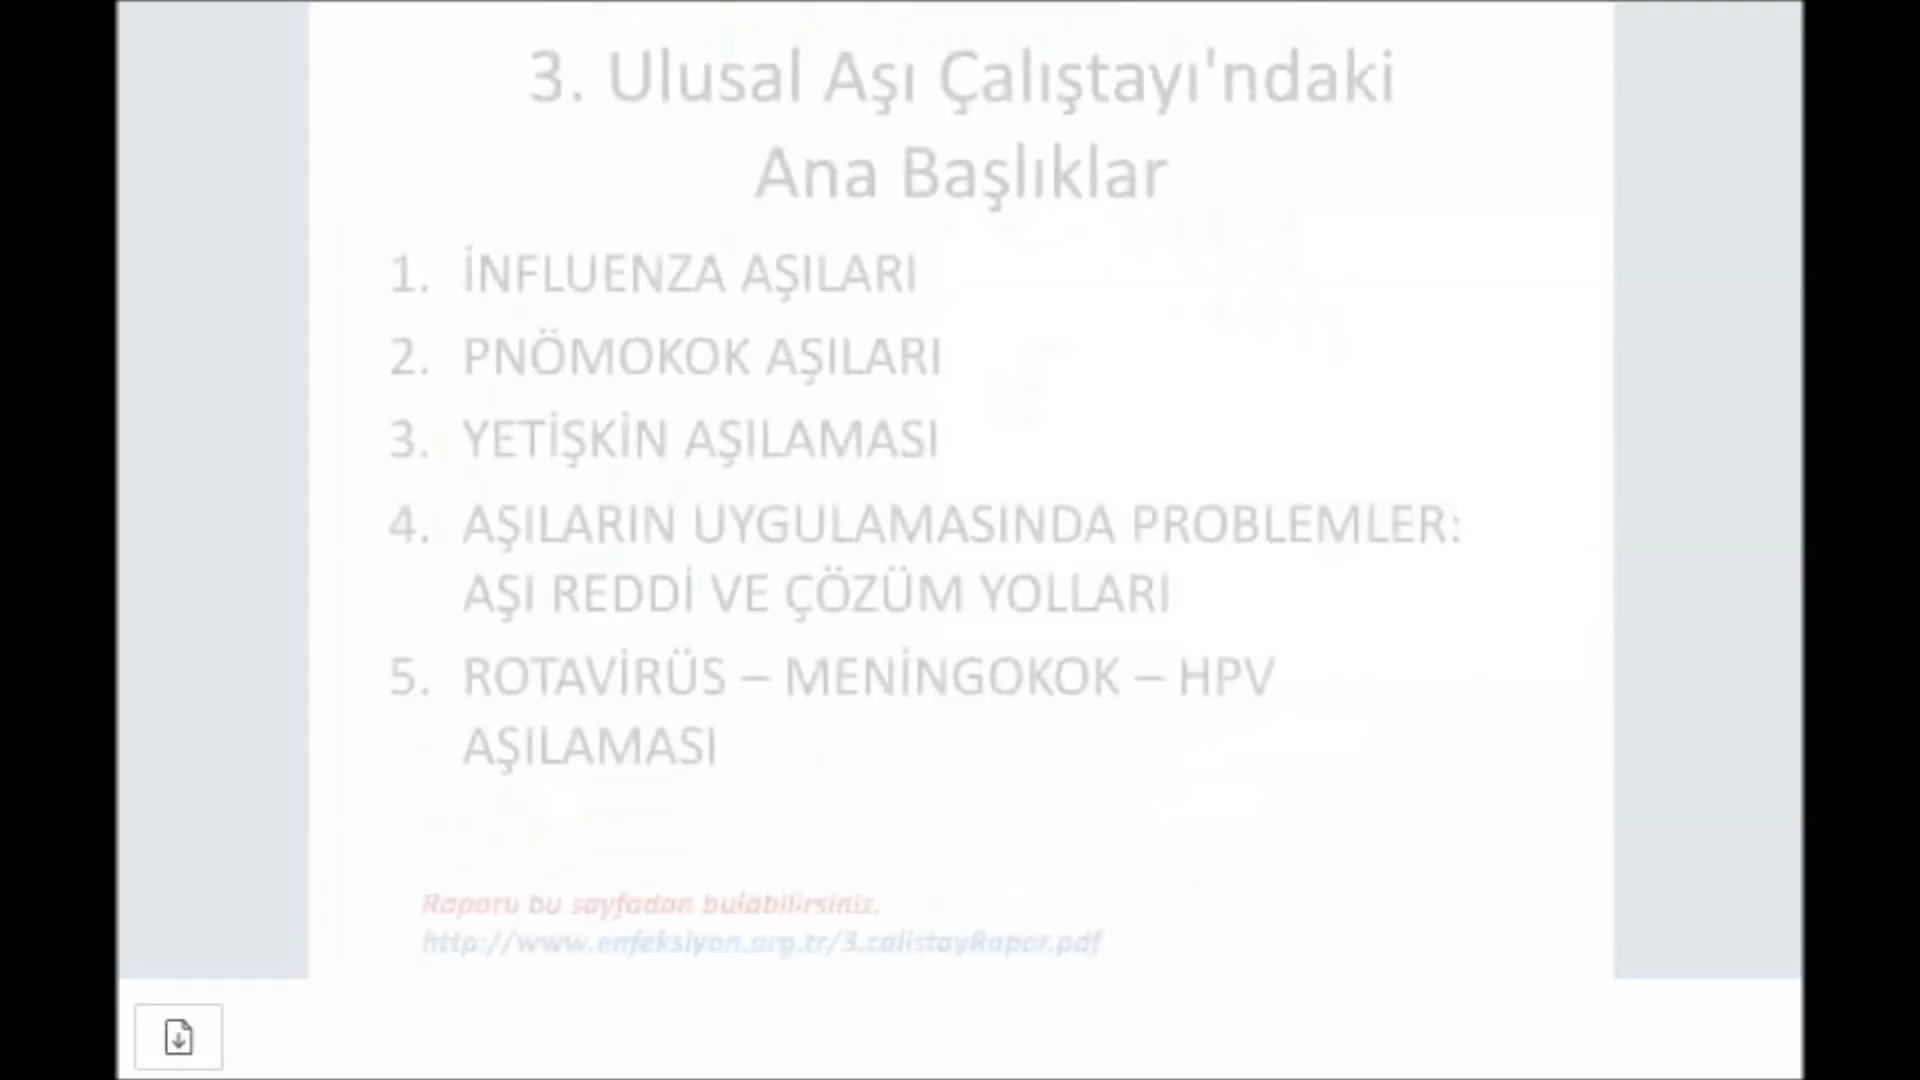 3. Ulusal Aşı Çalıştayı'ndaki
Ana Başlıklar
1. İNFLUENZA AŞILARI
2. PNÖMOKOK AŞILARI
3. YETİŞKİN AŞILAMASI
4. AŞILARIN UYGULAMASINDA PROBLEMLER:
AŞI REDDİ VE ÇÖZÜM YOLLARI
5. ROTAVİRÜS – MENİNGOKOK – HPV
AŞILAMASI
Raporu bu sayfadan bulabilirsiniz.
http://www.enfeksiyon.org.tr/3.calistayRapor.pdf